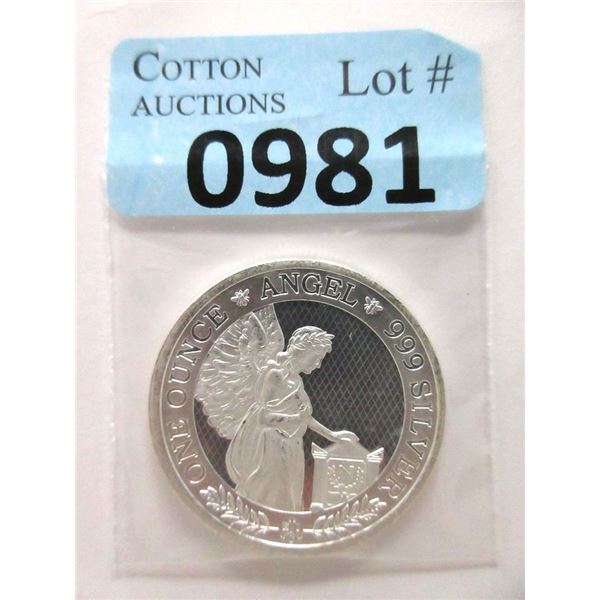 COTTON
AUCTIONS
Lot #
0981
ONE OUNCE ANGEL 999 SILVER
N